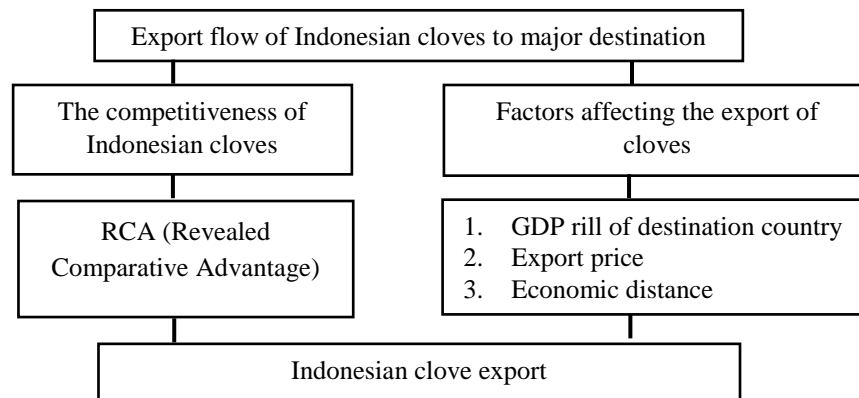 Export flow of Indonesian cloves to major destination
The competitiveness of
Indonesian cloves
Factors affecting the export of
cloves
RCA (Revealed
Comparative Advantage)
1. GDP rill of destination country
2. Export price
3. Economic distance
Indonesian clove export